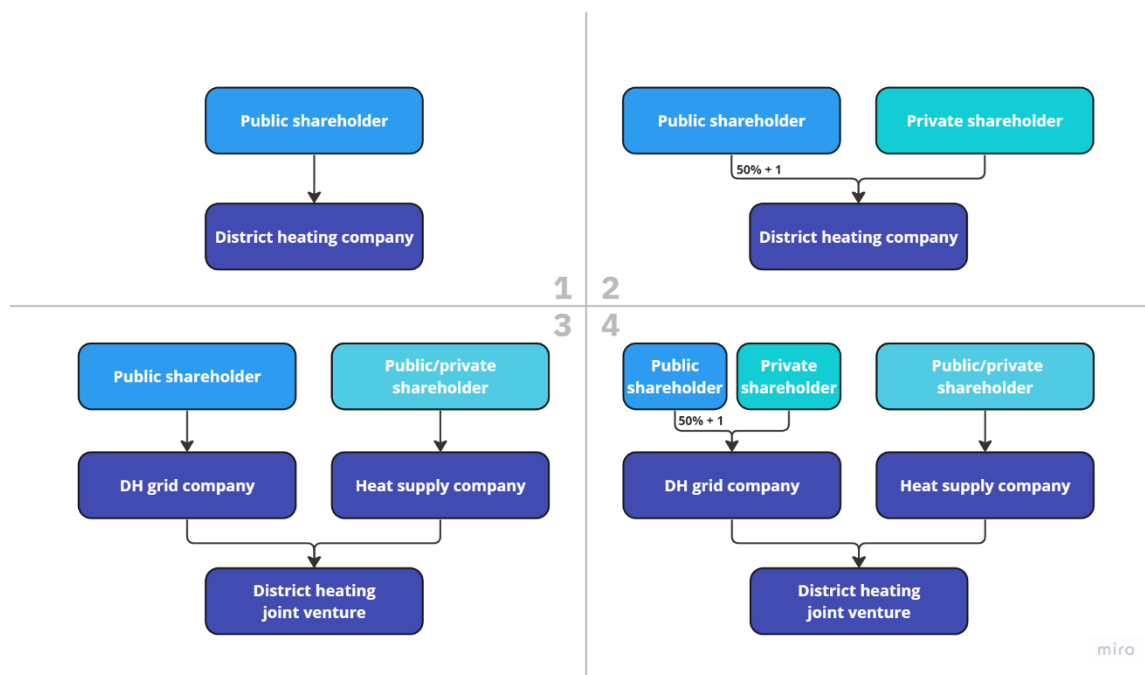 Public shareholder
District heating company
1
Public shareholder
Private shareholder
50% + 1
District heating company
2
3
Public shareholder
Public/private
shareholder
DH grid company
Heat supply company
District heating
joint venture
4
Public
shareholder
Private
shareholder
Public/private
shareholder
50% + 1
DH grid company
Heat supply company
District heating
joint venture
miro